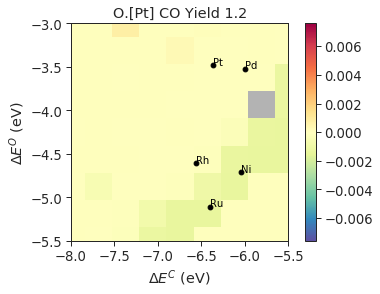 O.[Pt] CO Yield 1.2
−3.0
−3.5
−4.0
−4.5
−5.0
−5.5
ΔE^O (eV)
Pt
Pd
Rh
Ni
Ru
−8.0 −7.5 −7.0 −6.5 −6.0 −5.5
ΔE^C (eV)
0.006
0.004
0.002
0.000
−0.002
−0.004
−0.006